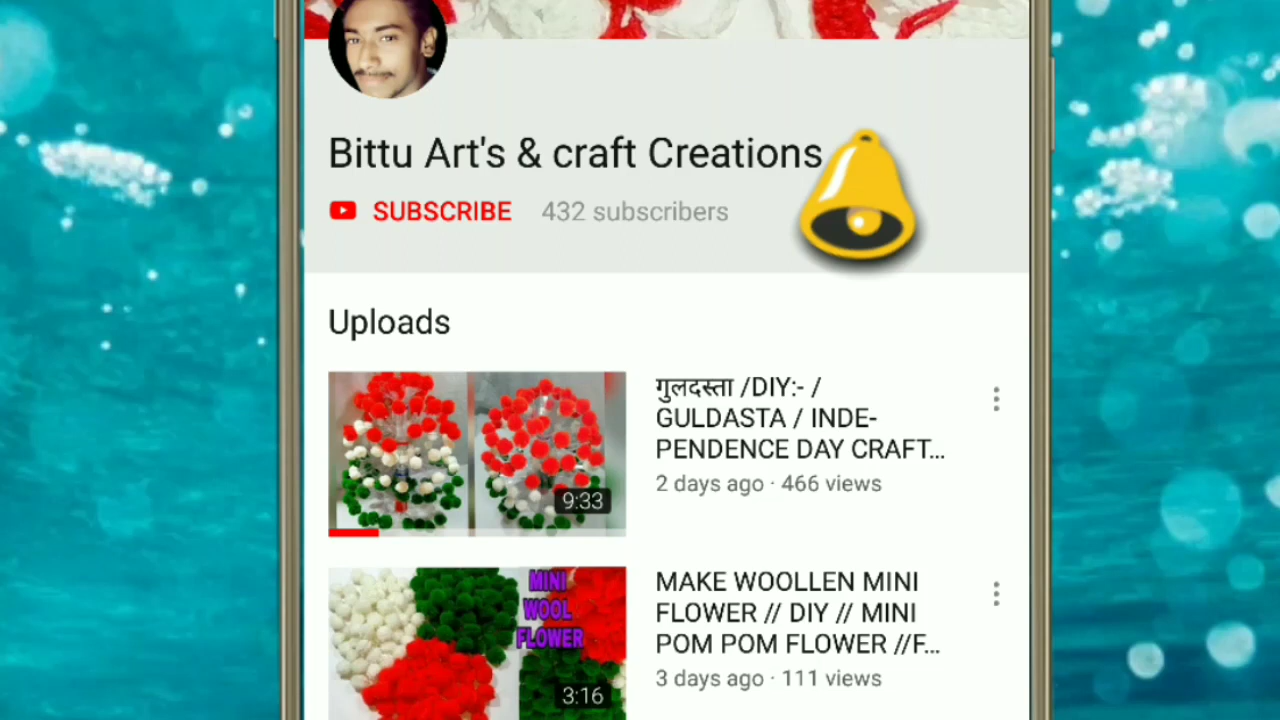 Bittu Art's & craft Creations
SUBSCRIBE 432 subscribers
Uploads
गुलदस्ता /DIY:- /
GULDASTA / INDE-
PENDENCE DAY CRAFT...
2 days ago · 466 views
9:33
MAKE WOOLLEN MINI
FLOWER // DIY // MINI
POM POM FLOWER //F...
3 days ago · 111 views
MINI
WOOL
FLOWER
3:16